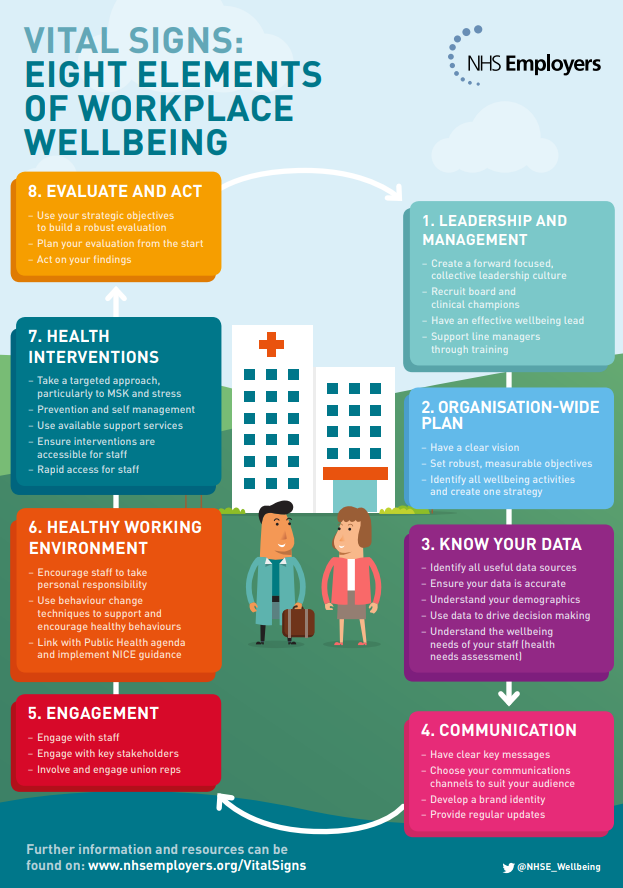 VITAL SIGNS:
EIGHT ELEMENTS
OF WORKPLACE
WELLBEING
NHS Employers
1. LEADERSHIP AND
MANAGEMENT
– Create a forward focused,
collective leadership culture
– Recruit board and
clinical champions
– Have an effective wellbeing lead
– Support line managers
through training
2. ORGANISATION-WIDE
PLAN
– Have a clear vision
– Set robust, measurable objectives
– Identify all wellbeing activities
and create one strategy
3. KNOW YOUR DATA
– Identify all useful data sources
– Ensure your data is accurate
– Understand your demographics
– Use data to drive decision making
– Understand the wellbeing
needs of your staff (health
needs assessment)
4. COMMUNICATION
– Have clear key messages
– Choose your communications
channels to suit your audience
– Develop a brand identity
– Provide regular updates
5. ENGAGEMENT
– Engage with staff
– Engage with key stakeholders
– Involve and engage union reps
6. HEALTHY WORKING
ENVIRONMENT
– Encourage staff to take
personal responsibility
– Use behaviour change
techniques to support and
encourage healthy behaviours
– Link with Public Health agenda
and implement NICE guidance
7. HEALTH
INTERVENTIONS
– Take a targeted approach,
particularly to MSK and stress
– Prevention and self management
– Use available support services
– Ensure interventions are
accessible for staff
– Rapid access for staff
8. EVALUATE AND ACT
– Use your strategic objectives
to build a robust evaluation
– Plan your evaluation from the start
– Act on your findings
Further information and resources can be
found on: www.nhsemployers.org/VitalSigns
@NHSE_Wellbeing